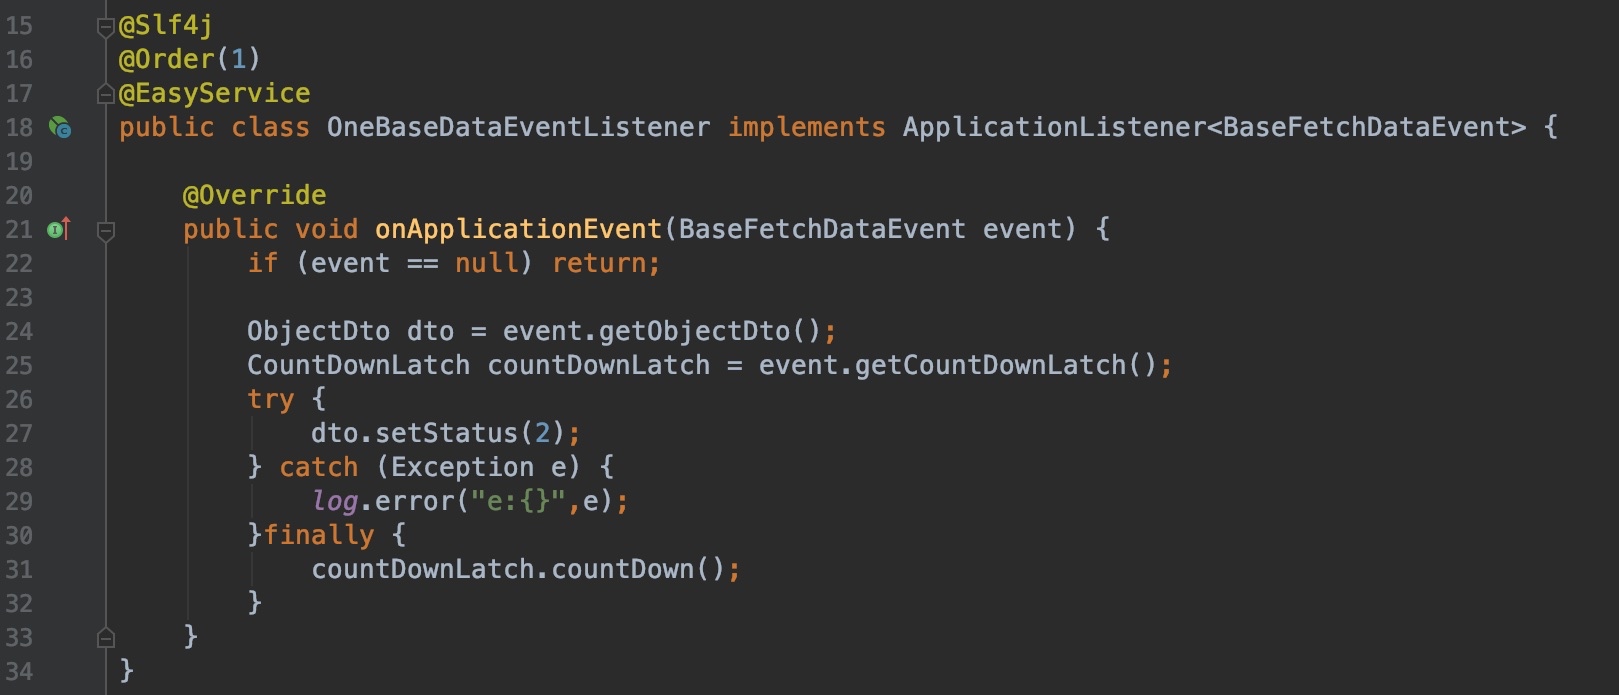 15 @Slf4j
16 @Order(1)
17 @EasyService
18 public class OneBaseDataEventListener implements ApplicationListener<BaseFetchDataEvent> {
19
20     @Override
21     public void onApplicationEvent(BaseFetchDataEvent event) {
22         if (event == null) return;
23
24         ObjectDto dto = event.getObjectDto();
25         CountDownLatch countDownLatch = event.getCountDownLatch();
26         try {
27             dto.setStatus(2);
28         } catch (Exception e) {
29             log.error("e:{}",e);
30         }finally {
31             countDownLatch.countDown();
32         }
33     }
34 }